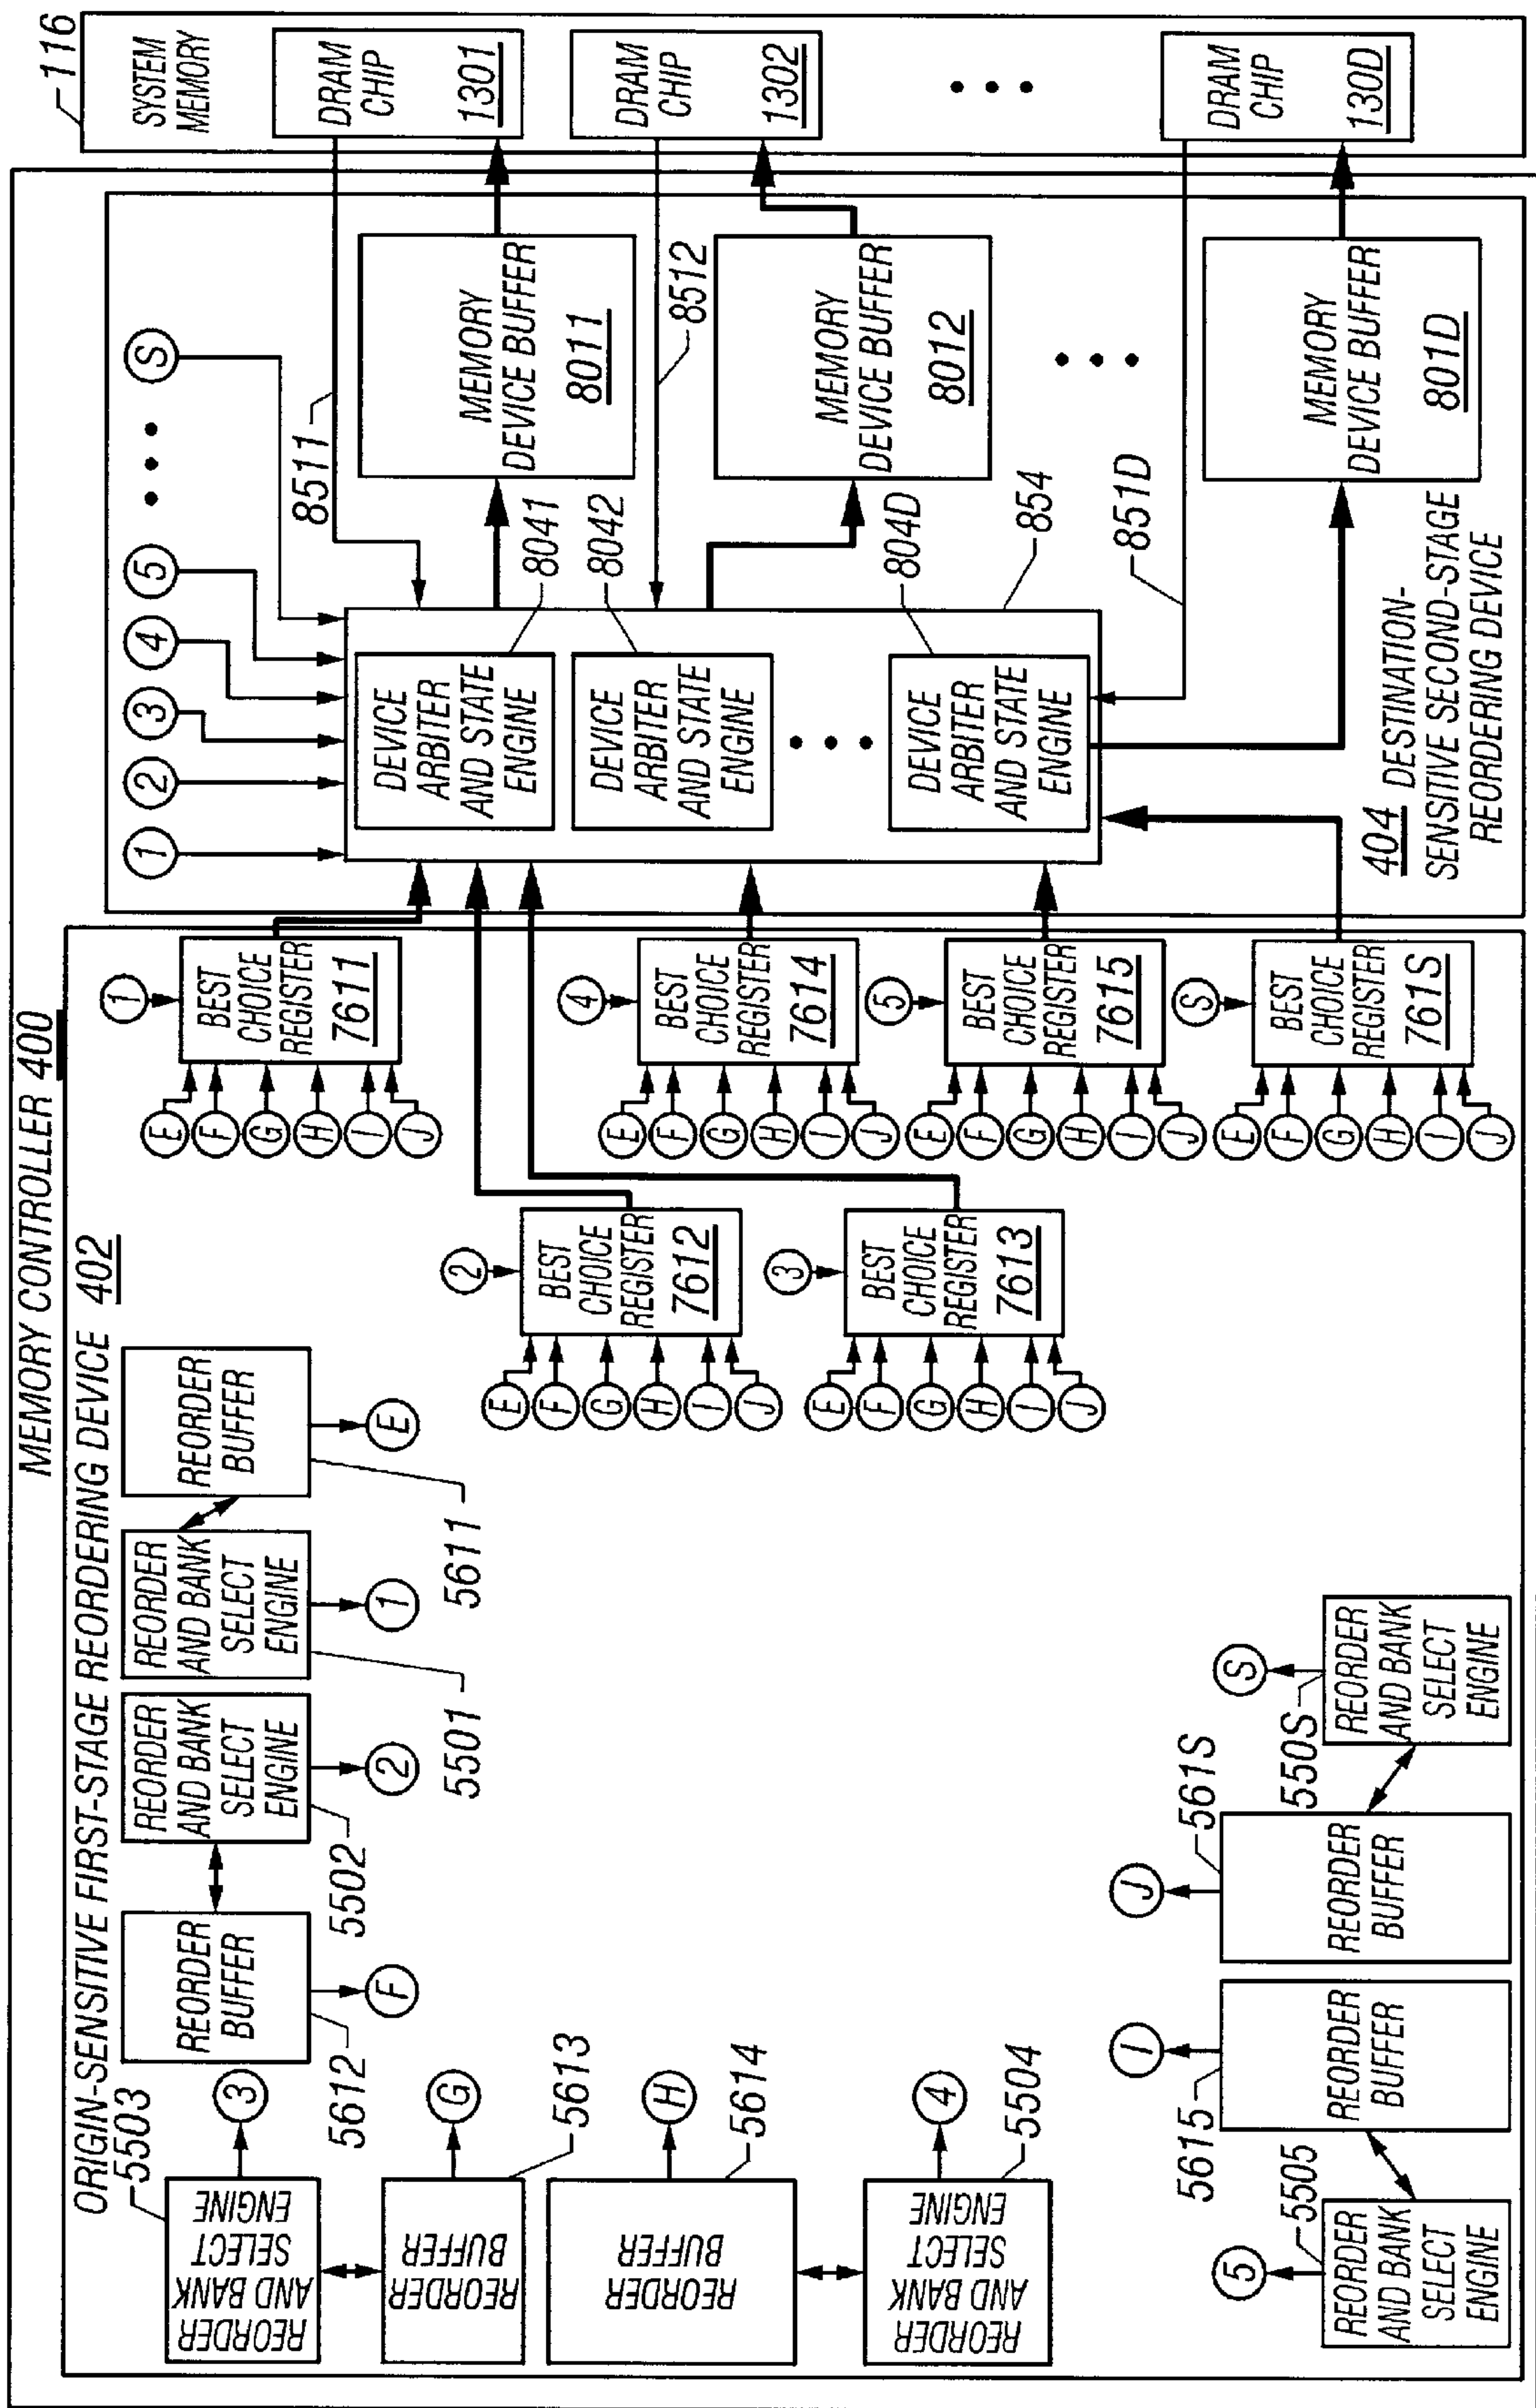 MEMORY CONTROLLER 400
ORIGIN-SENSITIVE FIRST-STAGE REORDERING DEVICE 402
5503
REORDER
AND BANK
SELECT
ENGINE
3
REORDER
BUFFER
G
5613
REORDER
BUFFER
H
5614
REORDER
AND BANK
SELECT
ENGINE
4
5504
REORDER
BUFFER
F
5612
REORDER
AND BANK
SELECT
ENGINE
2
5502
REORDER
AND BANK
SELECT
ENGINE
1
5501
REORDER
BUFFER
E
5611
5
5505
REORDER
AND BANK
SELECT
ENGINE
I
5615
REORDER
BUFFER
J
561S
REORDER
BUFFER
S
550S
REORDER
AND BANK
SELECT
ENGINE
1
E
F
G
H
I
J
BEST
CHOICE
REGISTER
7611
2
E
F
G
H
I
J
BEST
CHOICE
REGISTER
7612
3
E
F
G
H
I
J
BEST
CHOICE
REGISTER
7613
4
E
F
G
H
I
J
BEST
CHOICE
REGISTER
7614
5
E
F
G
H
I
J
BEST
CHOICE
REGISTER
7615
S
E
F
G
H
I
J
BEST
CHOICE
REGISTER
761S
1
2
3
4
5
S
DEVICE
ARBITER
AND STATE
ENGINE
8041
DEVICE
ARBITER
AND STATE
ENGINE
8042
DEVICE
ARBITER
AND STATE
ENGINE
804D
854
8511
8512
851D
MEMORY
DEVICE BUFFER
8011
MEMORY
DEVICE BUFFER
8012
MEMORY
DEVICE BUFFER
801D
404 DESTINATION-
SENSITIVE SECOND-STAGE
REORDERING DEVICE
116
SYSTEM
MEMORY
DRAM
CHIP
1301
DRAM
CHIP
1302
DRAM
CHIP
130D